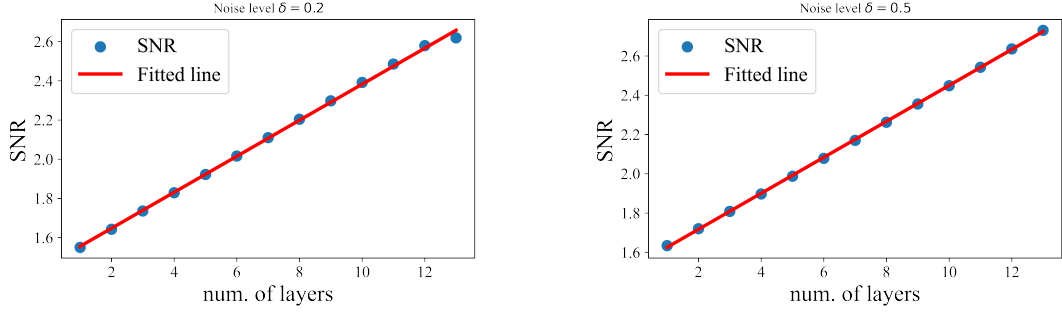 Noise level δ = 0.2
SNR
Fitted line
2.6
2.4
2.2
2.0
1.8
1.6
SNR
2 4 6 8 10 12
num. of layers
Noise level δ = 0.5
SNR
Fitted line
2.6
2.4
2.2
2.0
1.8
1.6
SNR
2 4 6 8 10 12
num. of layers